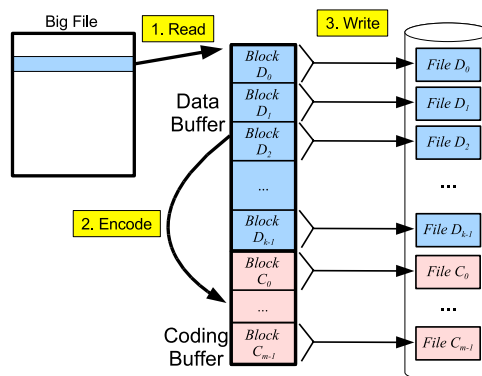 Big File
1. Read
3. Write
Data
Buffer
2. Encode
Coding
Buffer
Block
D₀
Block
D₁
Block
D₂
...
Block
Dₖ₋₁
Block
C₀
...
Block
Cₘ₋₁
File D₀
File D₁
File D₂
...
File Dₖ₋₁
File C₀
...
File Cₘ₋₁